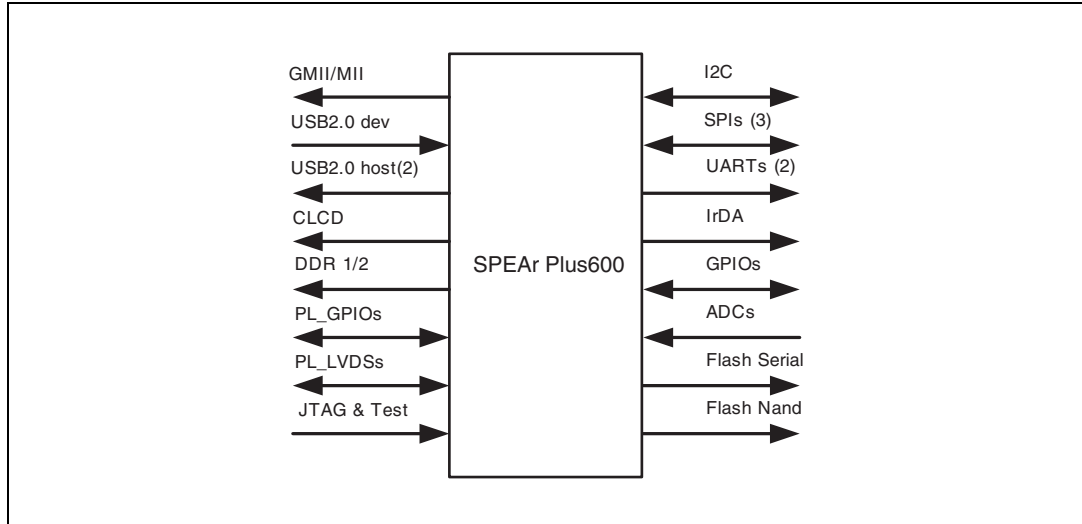 GMII/MII
USB2.0 dev
USB2.0 host(2)
CLCD
DDR 1/2
PL_GPIOs
PL_LVDSs
JTAG & Test
SPEAr Plus600
I2C
SPIs (3)
UARTs (2)
IrDA
GPIOs
ADCs
Flash Serial
Flash Nand